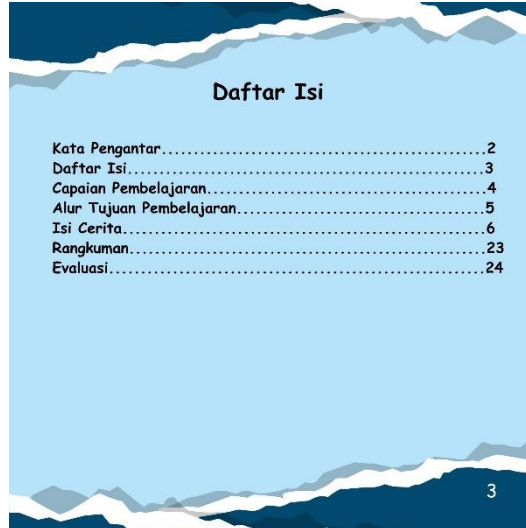 Daftar Isi
Kata Pengantar................................................2
Daftar Isi.....................................................3
Capaian Pembelajaran.........................................4
Alur Tujuan Pembelajaran.....................................5
Isi Cerita......................................................6
Rangkuman.....................................................23
Evaluasi........................................................24
3